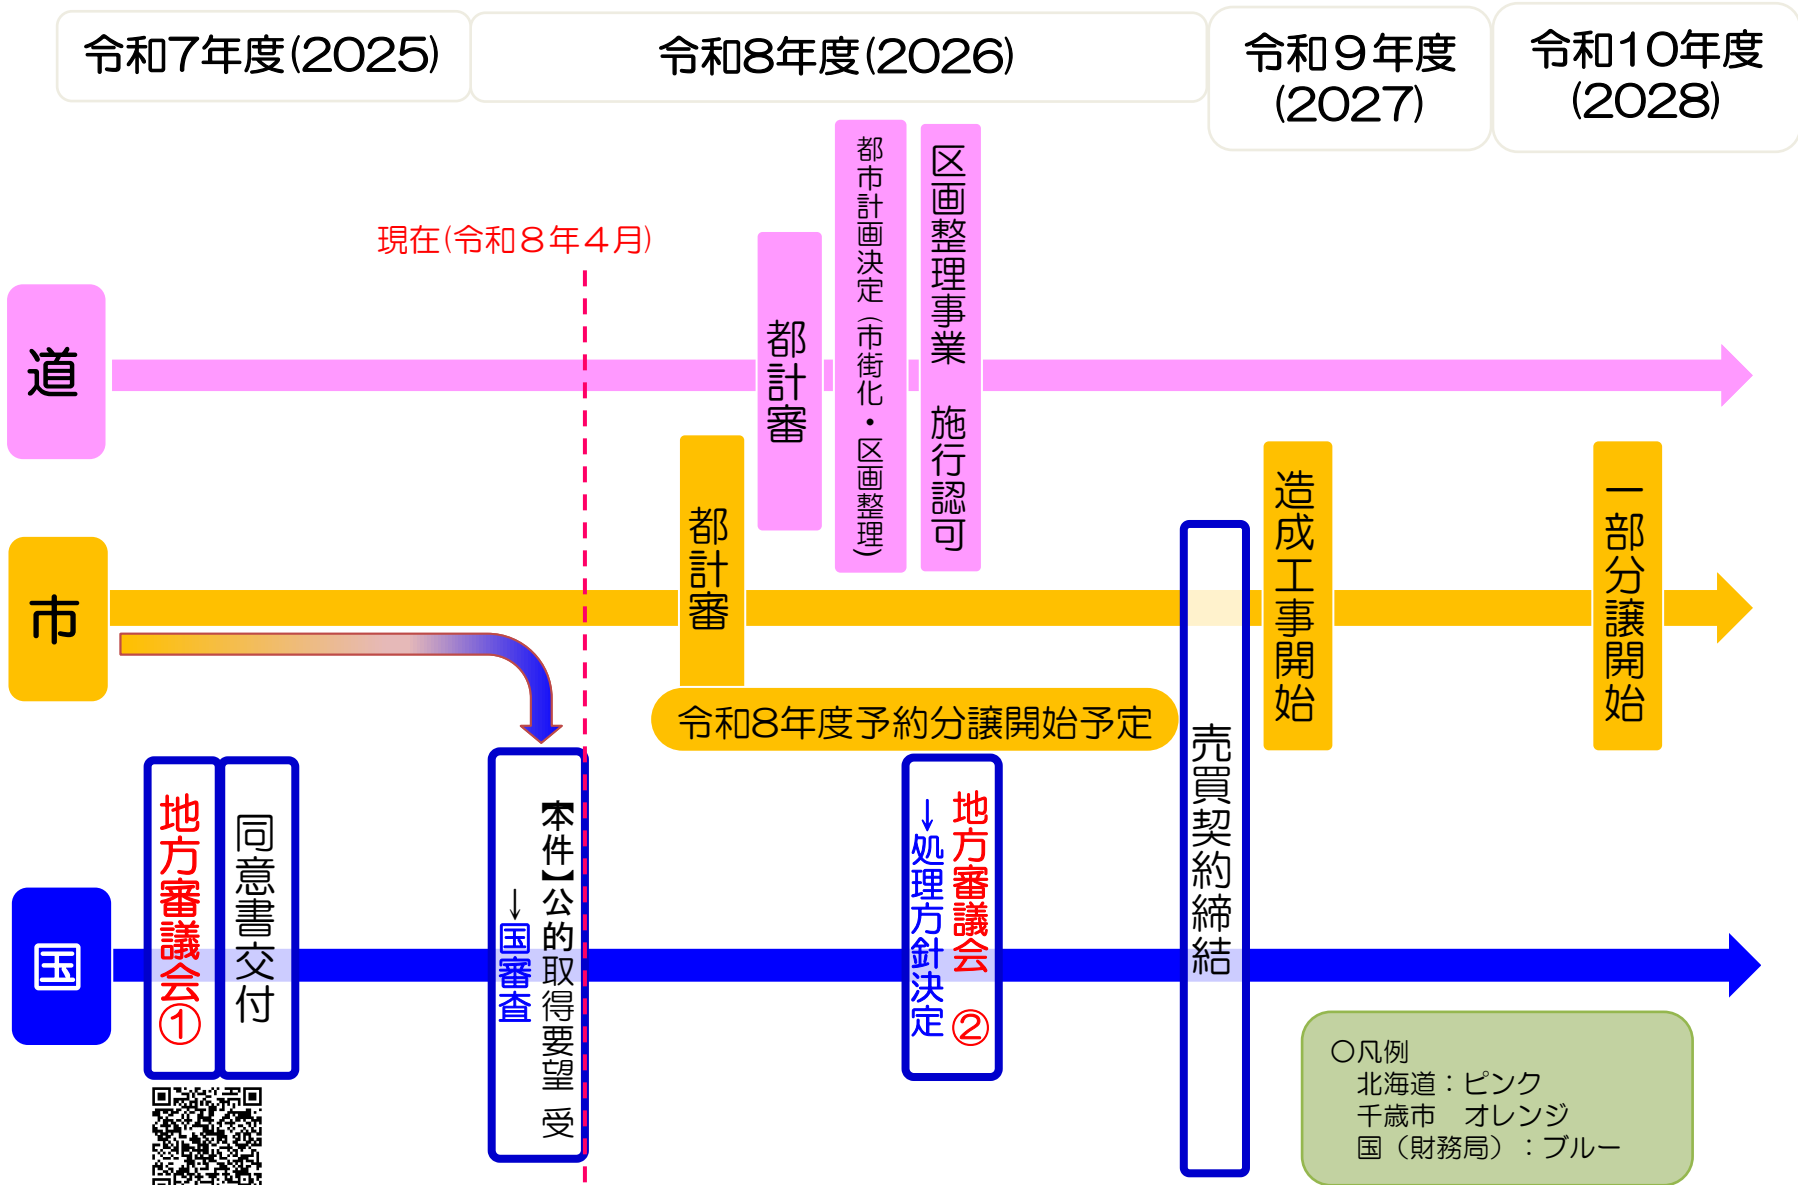 令和7年度(2025)
令和8年度(2026)
令和9年度
(2027)
令和10年度
(2028)
現在(令和8年4月)
道
都計審
都市計画決定(市街化・区画整理)
区画整理事業　施行認可
市
都計審
令和8年度予約分譲開始予定
造成工事開始
一部分譲開始
国
地方審議会①
同意書交付
【本件】公的取得要望 受
→国審査
地方審議会 ②
→処理方針決定
売買契約締結
〇凡例
北海道：ピンク
千歳市　オレンジ
国（財務局）：ブルー